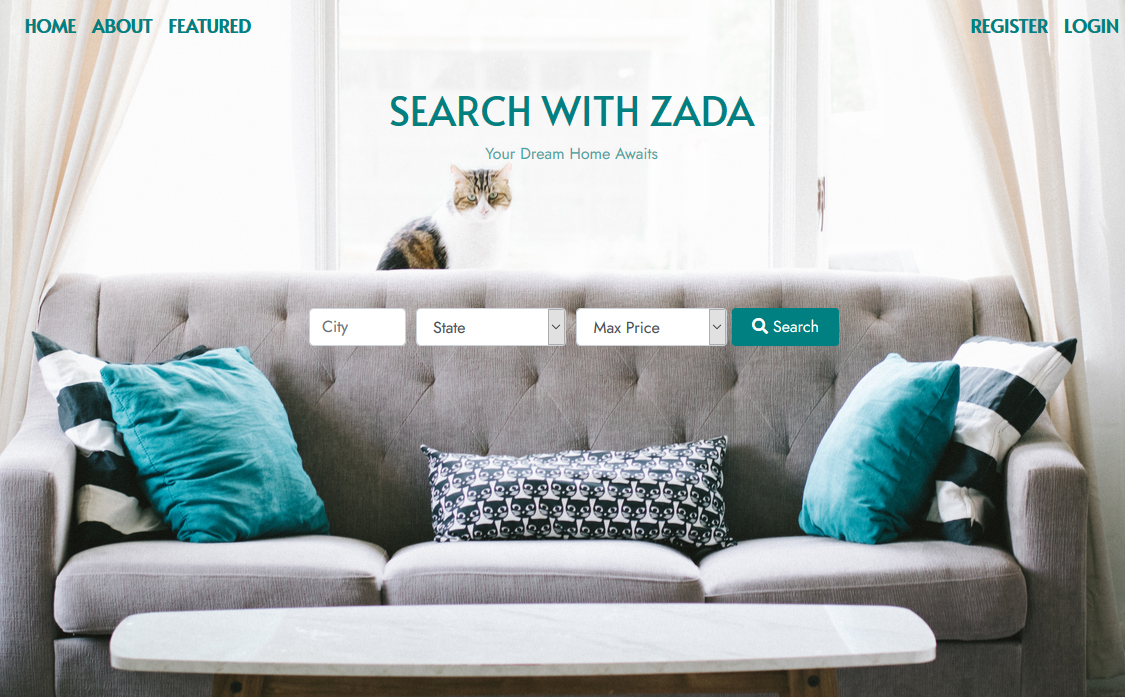 HOME ABOUT FEATURED REGISTER LOGIN
SEARCH WITH ZADA
Your Dream Home Awaits
City State Max Price Search